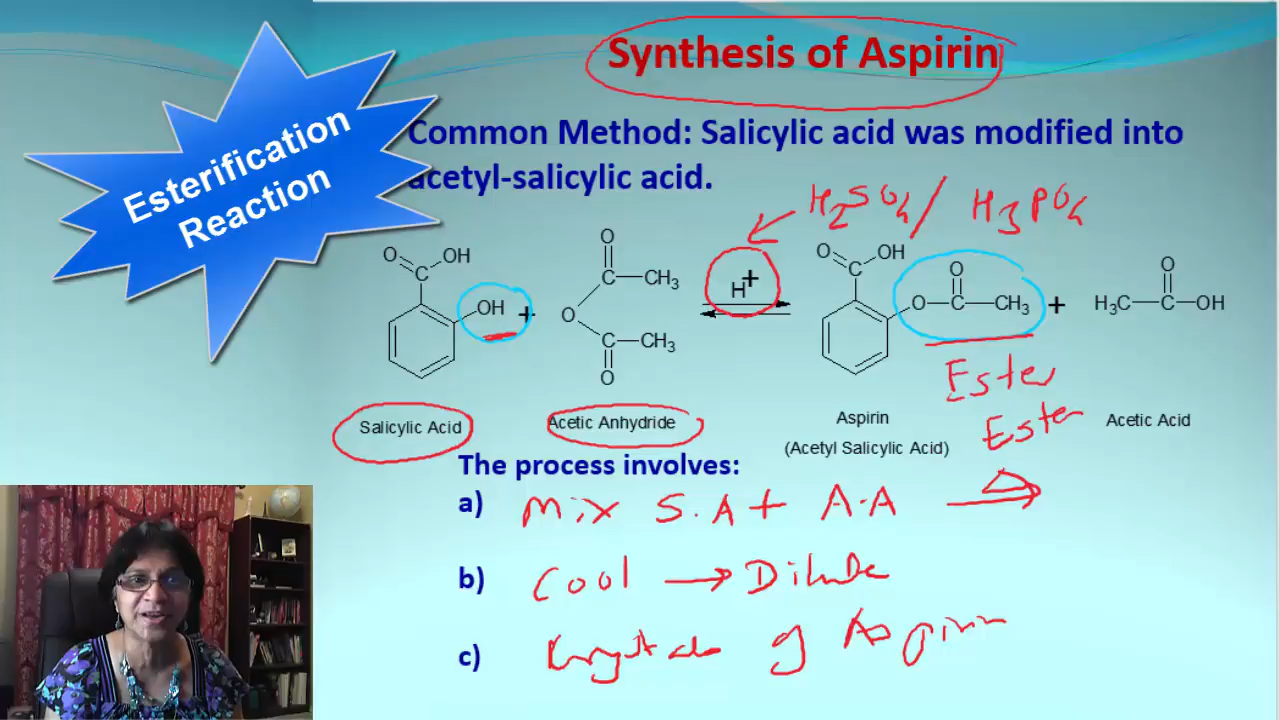 Synthesis of Aspirin
Esterification
Reaction
Common Method: Salicylic acid was modified into
acetyl-salicylic acid.
H2SO4/ H3PO4
O OH C OH +
O C CH3 O C CH3 O
H+
O OH C O O C CH3 +
O H3C C OH
Ester
Salicylic Acid
Acetic Anhydride
Aspirin
(Acetyl Salicylic Acid)
Ester
Acetic Acid
The process involves:
a) Mix S.A + A.A
b) Cool → Dilute
c) Krystals of Aspirin